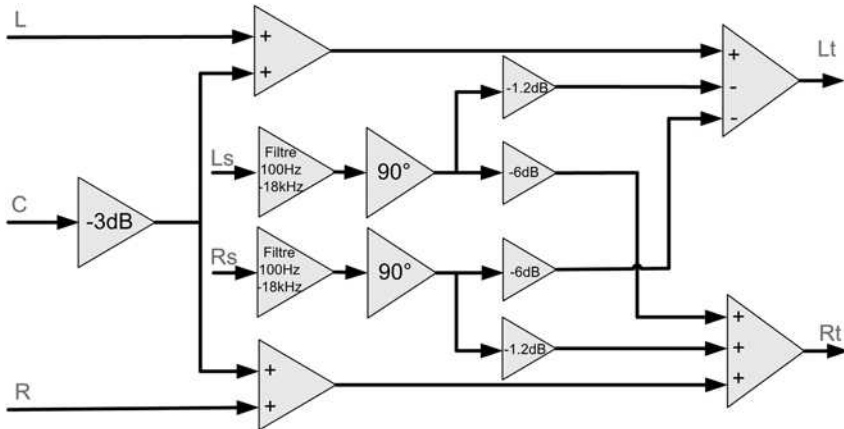 L
+
+
+
-
-
Lt
-1.2dB
Ls
Filtre
100Hz
-18kHz
90°
-6dB
C
-3dB
Rs
Filtre
100Hz
-18kHz
90°
-6dB
-1.2dB
+
+
+
Rt
+
+
R